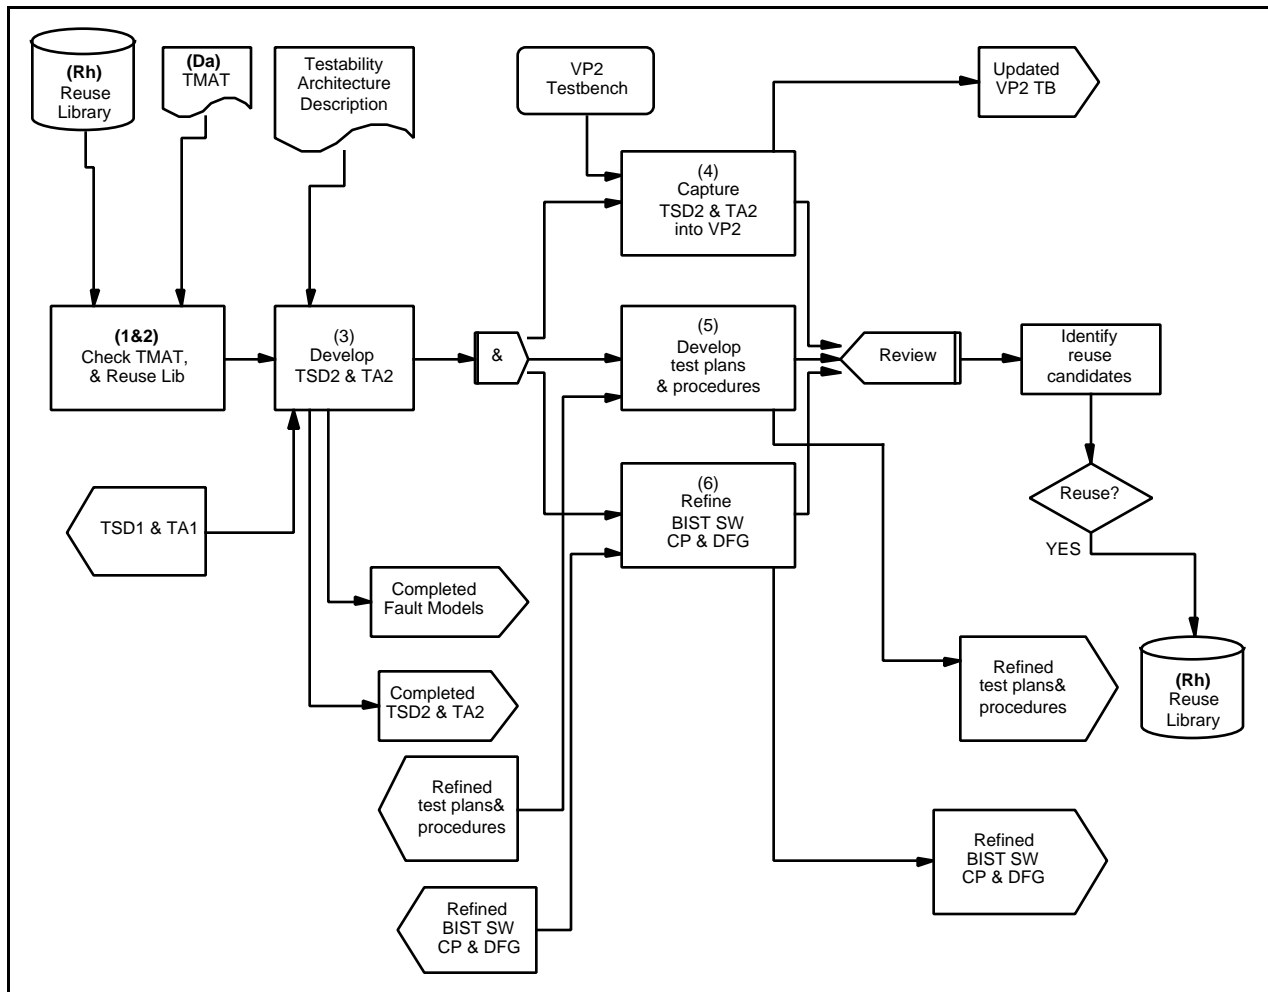 (Rh)
Reuse
Library
(Da)
TMAT
Testability
Architecture
Description
VP2
Testbench
Updated
VP2 TB
(4)
Capture
TSD2 & TA2
into VP2
(1&2)
Check TMAT,
& Reuse Lib
(3)
Develop
TSD2 & TA2
&
(5)
Develop
test plans
& procedures
Review
Identify
reuse
candidates
TSD1 & TA1
(6)
Refine
BIST SW
CP & DFG
Reuse?
YES
Completed
Fault Models
Completed
TSD2 & TA2
Refined
test plans&
procedures
(Rh)
Reuse
Library
Refined
test plans&
procedures
Refined
BIST SW
CP & DFG
Refined
BIST SW
CP & DFG